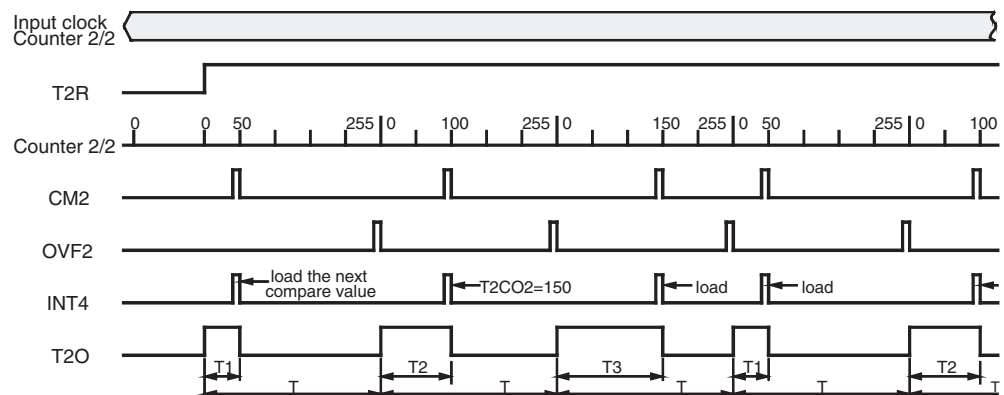 Input clock
Counter 2/2
T2R
0 0 50 255 0 100 255 0 150 255 0 50 255 0 100
Counter 2/2
CM2
OVF2
INT4
load the next
compare value
T2CO2=150
load
load
T2O
T1 T2 T3 T1 T2
T T T T T